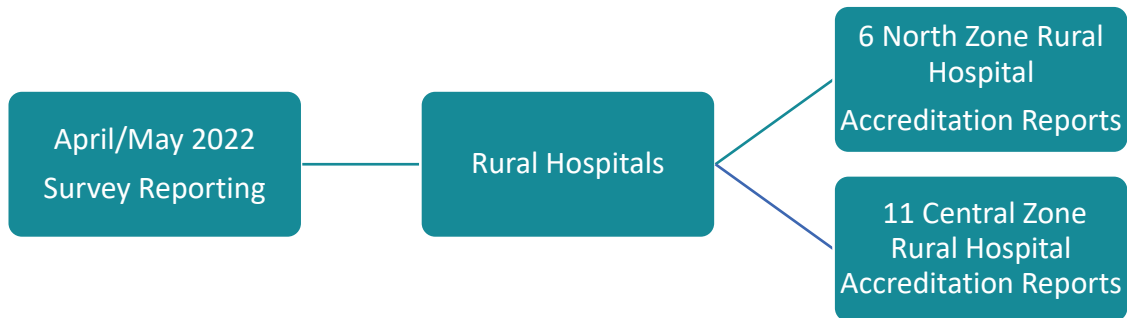 April/May 2022
Survey Reporting
Rural Hospitals
6 North Zone Rural
Hospital
Accreditation Reports
11 Central Zone
Rural Hospital
Accreditation Reports